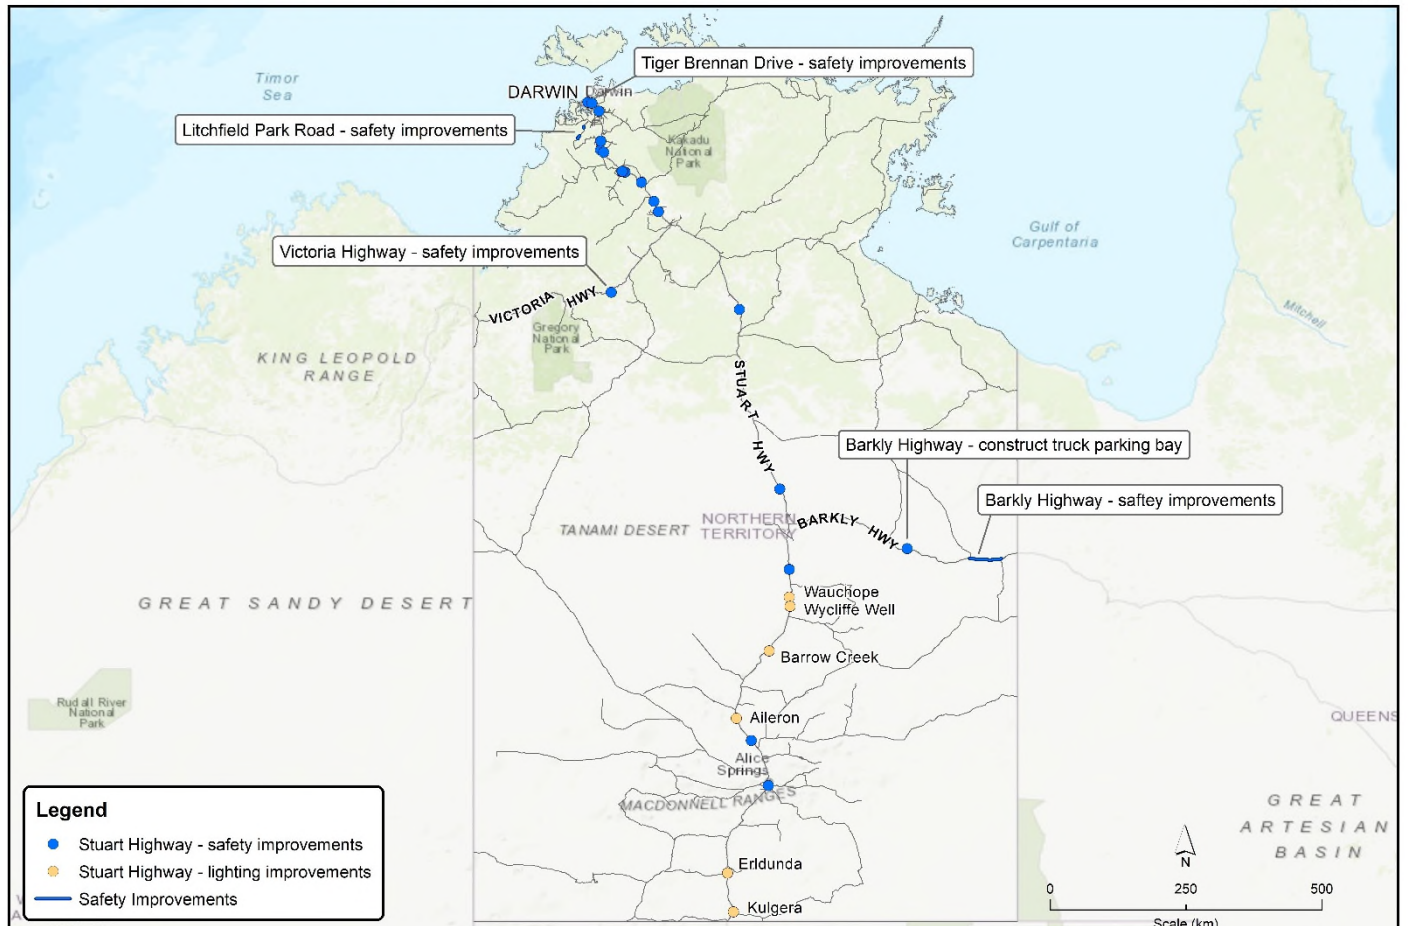 Timor
Sea
Tiger Brennan Drive - safety improvements
DARWIN
Darwin
Litchfield Park Road - safety improvements
Kakadu
National
Park
Gulf of
Carpentaria
Victoria Highway - safety improvements
VICTORIA HWY
Gregory
National
Park
Mitchell
KING LEOPOLD
RANGE
STUART HWY
Barkly Highway - construct truck parking bay
Barkly Highway - saftey improvements
TANAMI DESERT
NORTHERN
TERRITORY
BARKLY HWY
GREAT SANDY DESERT
Wauchope
Wycliffe Well
Barrow Creek
Rudall River
National
Park
Aileron
QUEENS
Alice
Springs
MACDONNELL RANGES
GREAT
ARTESIAN
BASIN
Legend
Stuart Highway - safety improvements
Stuart Highway - lighting improvements
Safety Improvements
Erldunda
Kulgera
N
0 250 500
Scale (km)